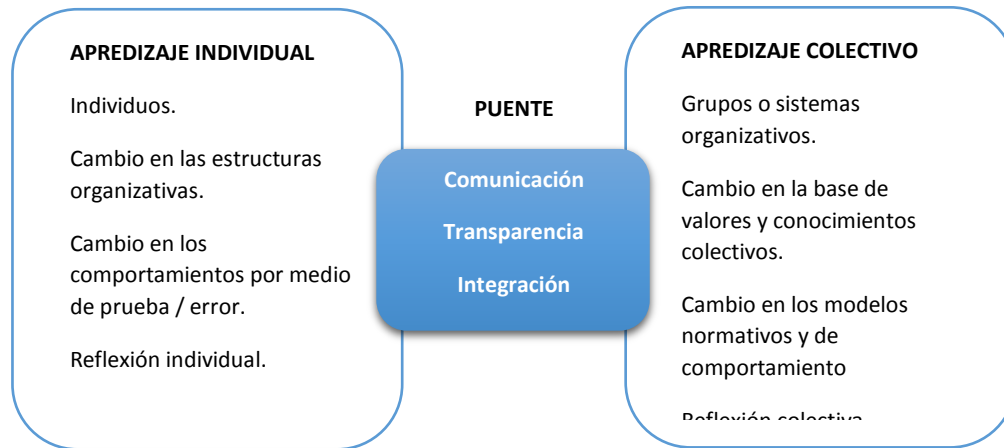 APREDIZAJE INDIVIDUAL
Individuos.
Cambio en las estructuras
organizativas.
Cambio en los
comportamientos por medio
de prueba / error.
Reflexión individual.
PUENTE
Comunicación
Transparencia
Integración
APREDIZAJE COLECTIVO
Grupos o sistemas
organizativos.
Cambio en la base de
valores y conocimientos
colectivos.
Cambio en los modelos
normativos y de
comportamiento
Reflexión colectiva